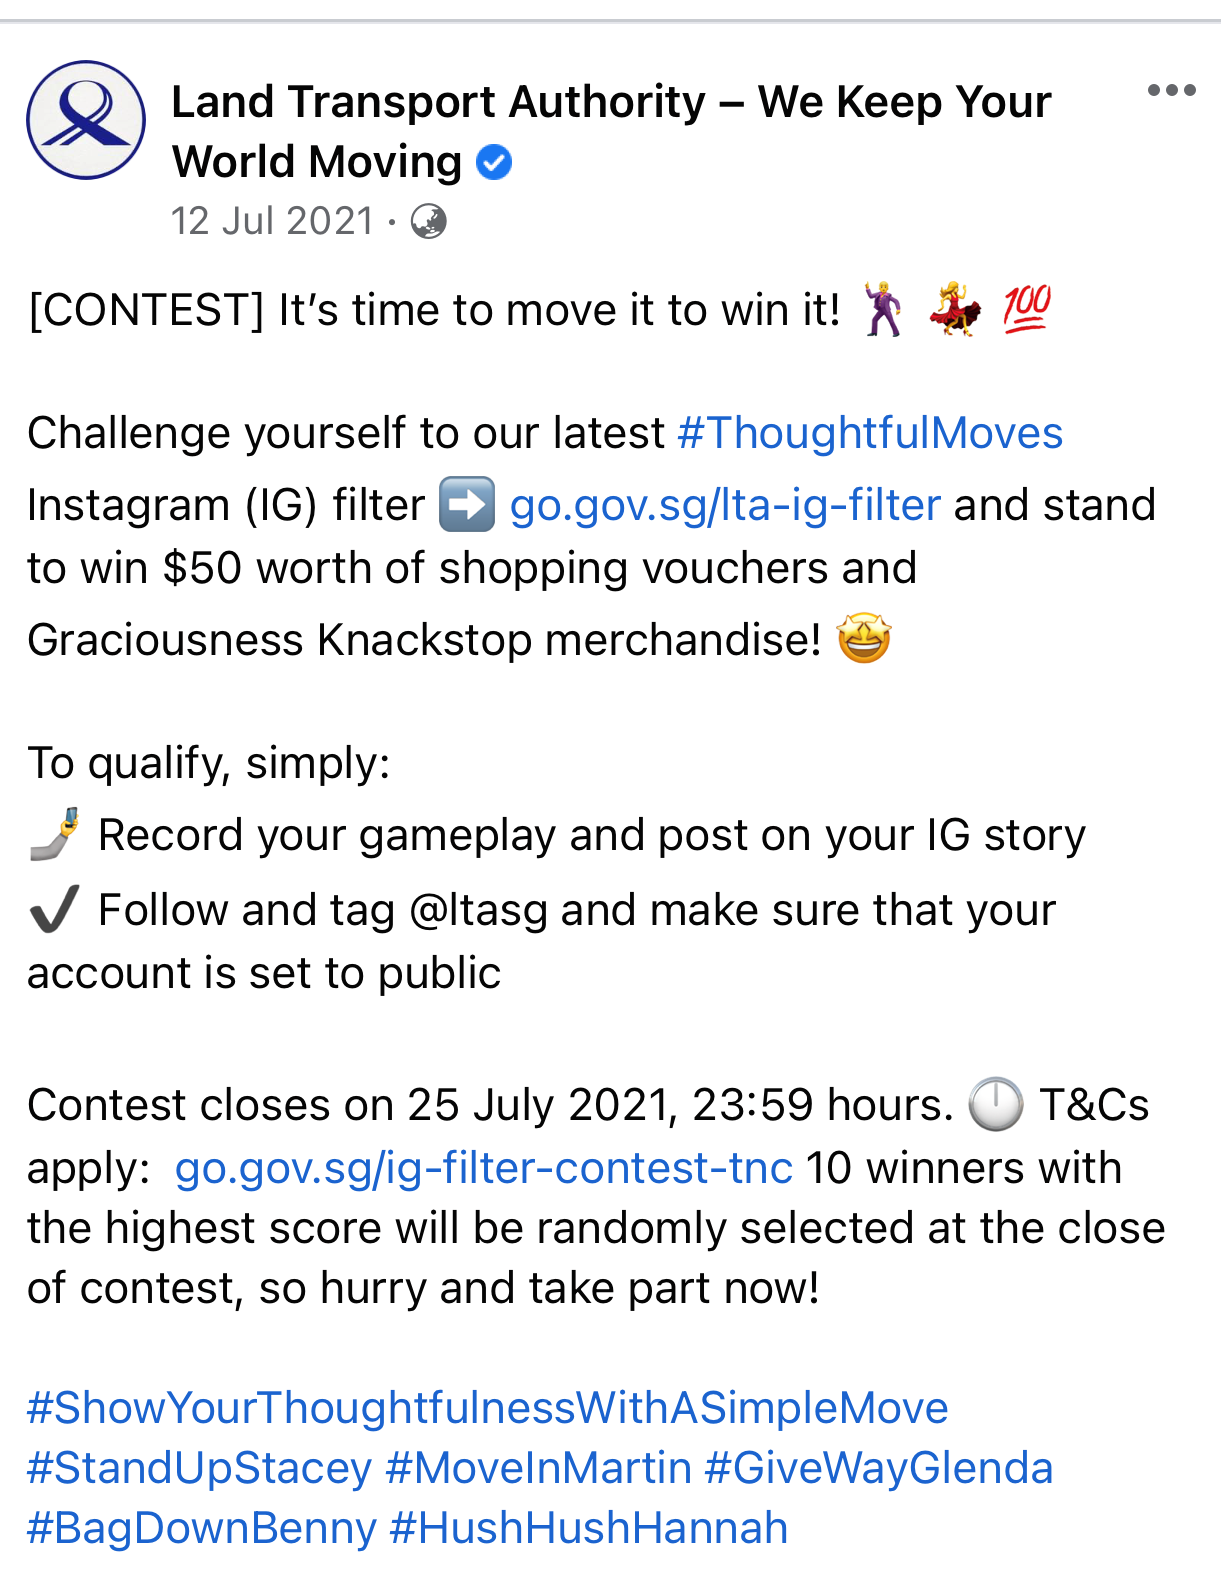 Land Transport Authority – We Keep Your
World Moving
12 Jul 2021 ·
[CONTEST] It’s time to move it to win it! 🕺 💃 💯
Challenge yourself to our latest #ThoughtfulMoves
Instagram (IG) filter ➡️ go.gov.sg/lta-ig-filter and stand
to win $50 worth of shopping vouchers and
Graciousness Knackstop merchandise! 🤩
To qualify, simply:
🤳 Record your gameplay and post on your IG story
✔️ Follow and tag @ltasg and make sure that your
account is set to public
Contest closes on 25 July 2021, 23:59 hours. 🕛 T&Cs
apply: go.gov.sg/ig-filter-contest-tnc 10 winners with
the highest score will be randomly selected at the close
of contest, so hurry and take part now!
#ShowYourThoughtfulnessWithASimpleMove
#StandUpStacey #MoveInMartin #GiveWayGlenda
#BagDownBenny #HushHushHannah